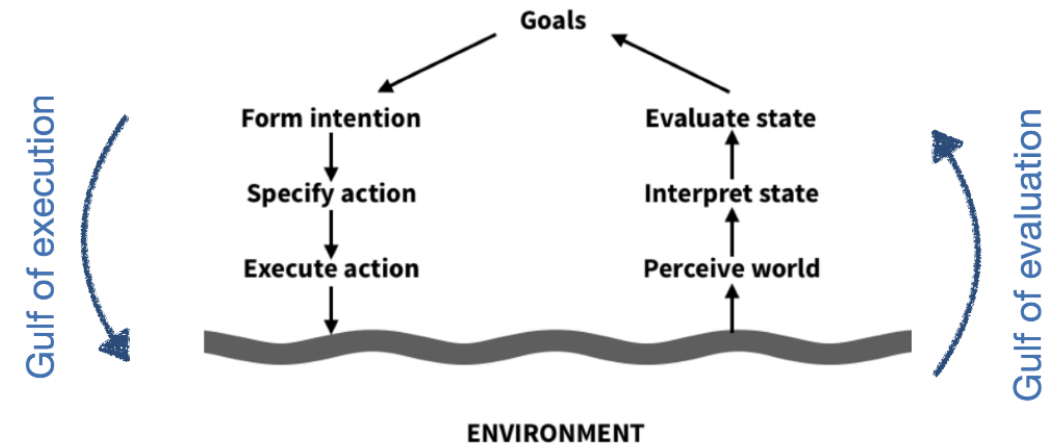 Goals
Gulf of execution
Form intention
Specify action
Execute action
Evaluate state
Interpret state
Perceive world
Gulf of evaluation
ENVIRONMENT